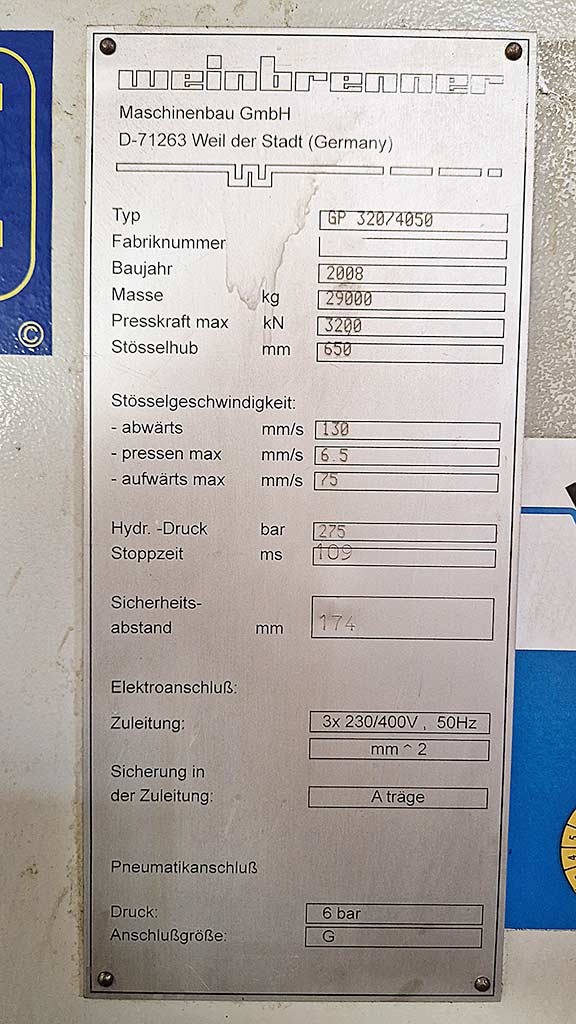 weinbrenner
Maschinenbau GmbH
D-71263 Weil der Stadt (Germany)
Typ GP 320/4050
Fabriknummer
Baujahr 2008
Masse kg 29000
Presskraft max kN 3200
Stösselhub mm 650
Stösselgeschwindigkeit:
- abwärts mm/s 130
- pressen max mm/s 6.5
- aufwärts max mm/s 75
Hydr. -Druck bar 275
Stoppzeit ms 109
Sicherheits-
abstand mm 174
Elektroanschluß:
Zuleitung: 3x 230/400V , 50Hz
mm ^ 2
Sicherung in
der Zuleitung: A träge
Pneumatikanschluß
Druck: 6 bar
Anschlußgröße: G
©